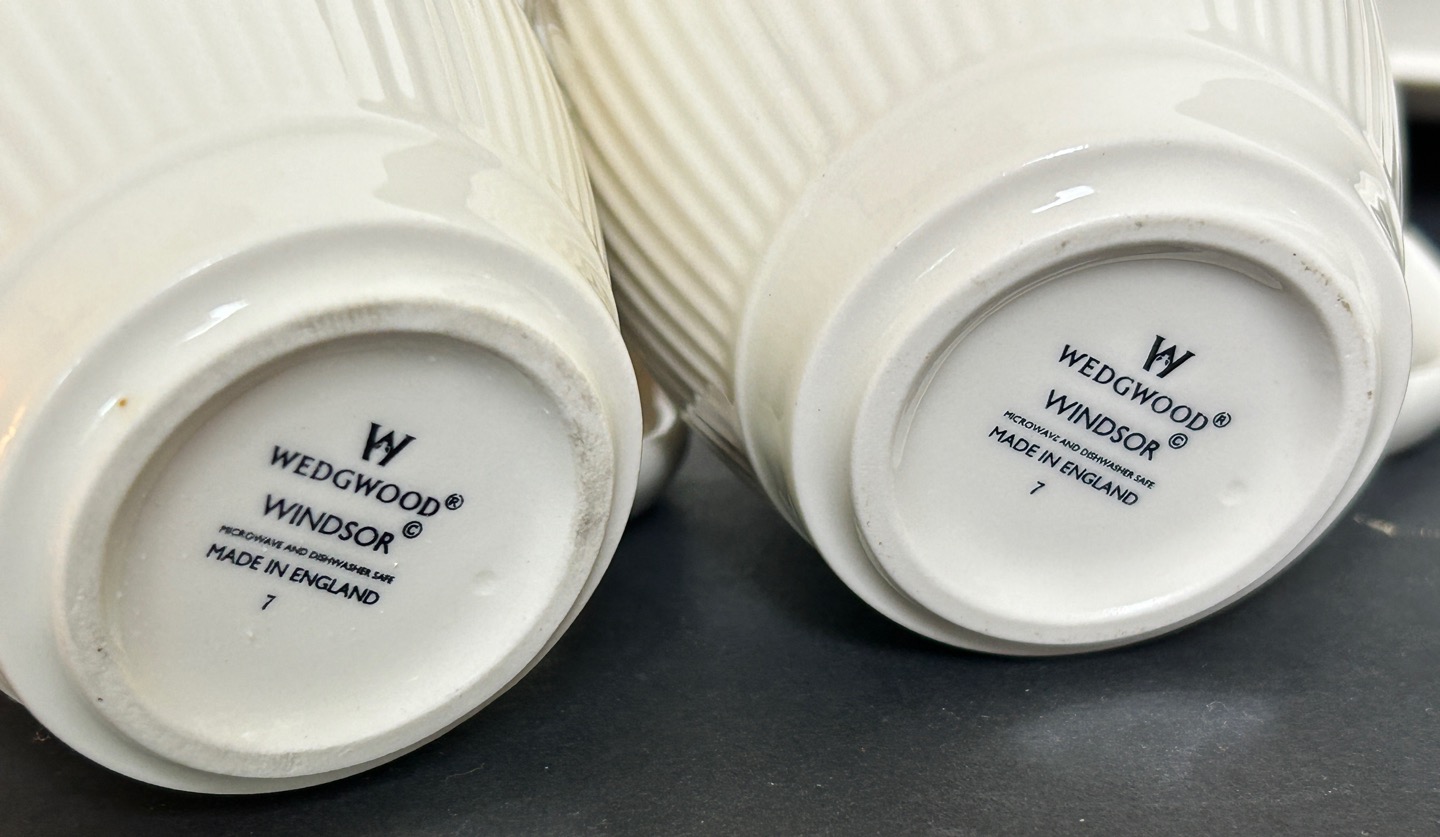 W
WEDGWOOD®
WINDSOR©
MICROWAVE AND DISHWASHER SAFE
MADE IN ENGLAND
7
W
WEDGWOOD®
WINDSOR©
MICROWAVE AND DISHWASHER SAFE
MADE IN ENGLAND
7